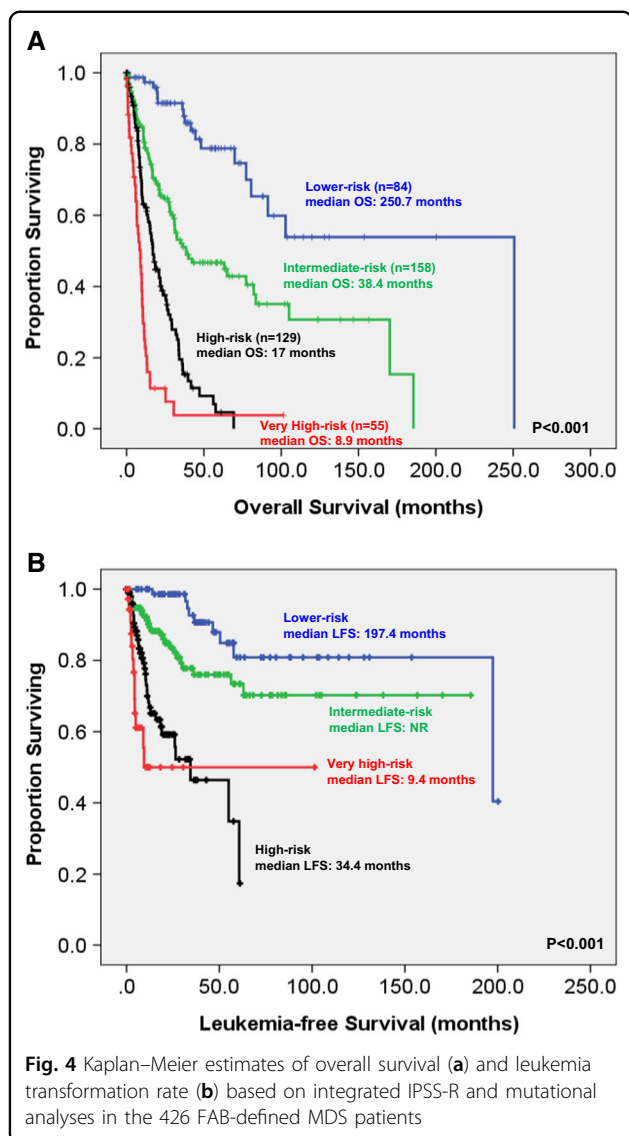 A
Proportion Surviving
1.0
0.8
0.6
0.4
0.2
0.0
Lower-risk (n=84)
median OS: 250.7 months
Intermediate-risk (n=158)
median OS: 38.4 months
High-risk (n=129)
median OS: 17 months
Very High-risk (n=55)
median OS: 8.9 months
P<0.001
.0 50.0 100.0 150.0 200.0 250.0 300.0
Overall Survival (months)
B
Proportion Surviving
1.0
0.8
0.6
0.4
0.2
0.0
Lower-risk
median LFS: 197.4 months
Intermediate-risk
median LFS: NR
Very high-risk
median LFS: 9.4 months
High-risk
median LFS: 34.4 months
P<0.001
.0 50.0 100.0 150.0 200.0 250.0
Leukemia-free Survival (months)
Fig. 4 Kaplan–Meier estimates of overall survival (a) and leukemia
transformation rate (b) based on integrated IPSS-R and mutational
analyses in the 426 FAB-defined MDS patients